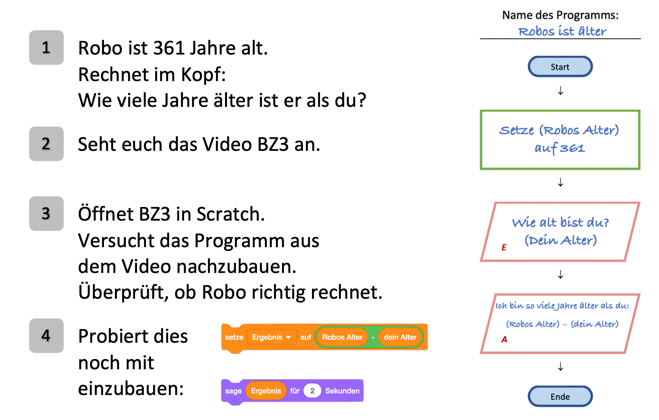 1
Robo ist 361 Jahre alt.
Rechnet im Kopf:
Wie viele Jahre älter ist er als du?
2
Seht euch das Video BZ3 an.
3
Öffnet BZ3 in Scratch.
Versucht das Programm aus
dem Video nachzubauen.
Überprüft, ob Robo richtig rechnet.
4
Probiert dies
noch mit
einzubauen:
setze Ergebnis auf Robos Alter - dein Alter
sage Ergebnis für 2 Sekunden
Name des Programms:
Robos ist älter
Start
Setze (Robos Alter)
auf 361
Wie alt bist du?
(Dein Alter)
E
Ich bin so viele Jahre älter als du:
(Robos Alter) – (dein Alter)
A
Ende